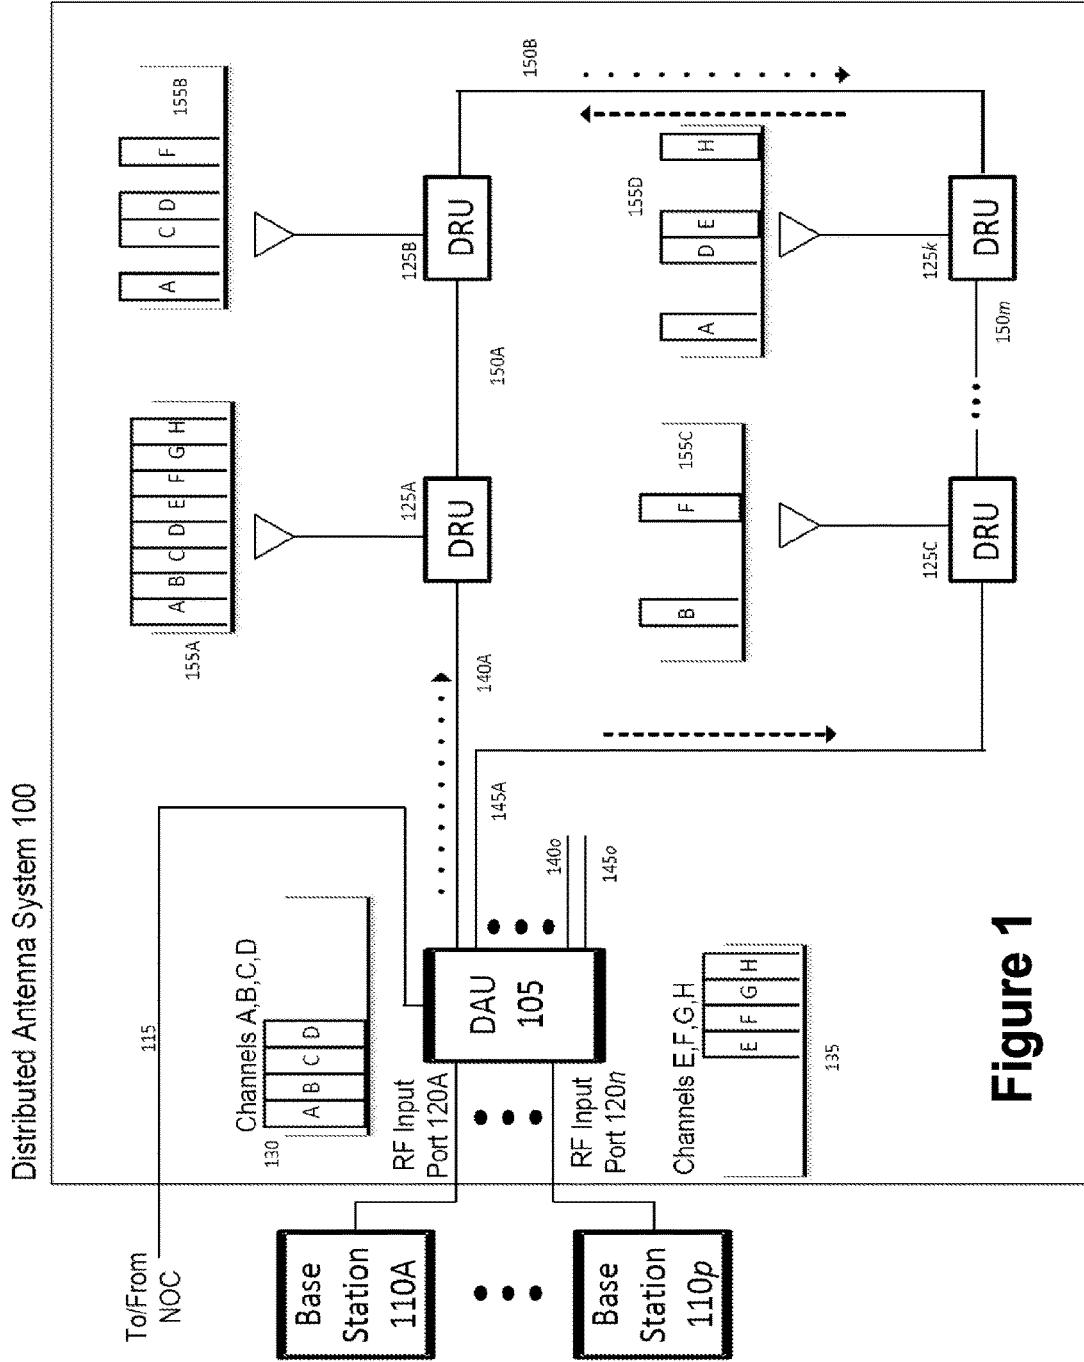 Distributed Antenna System 100
To/From
NOC
115
130
Channels A,B,C,D
A B C D
RF Input
Port 120A
RF Input
Port 120n
Channels E,F,G,H
E F G H
135
Base
Station
110A
Base
Station
110p
DAU
105
140A
145A
140o
145o
155A
A B C D E F G H
125A
DRU
150A
155B
A C D F
125B
DRU
150B
155C
B F
125C
DRU
155D
A D E H
125k
DRU
150m
Figure 1